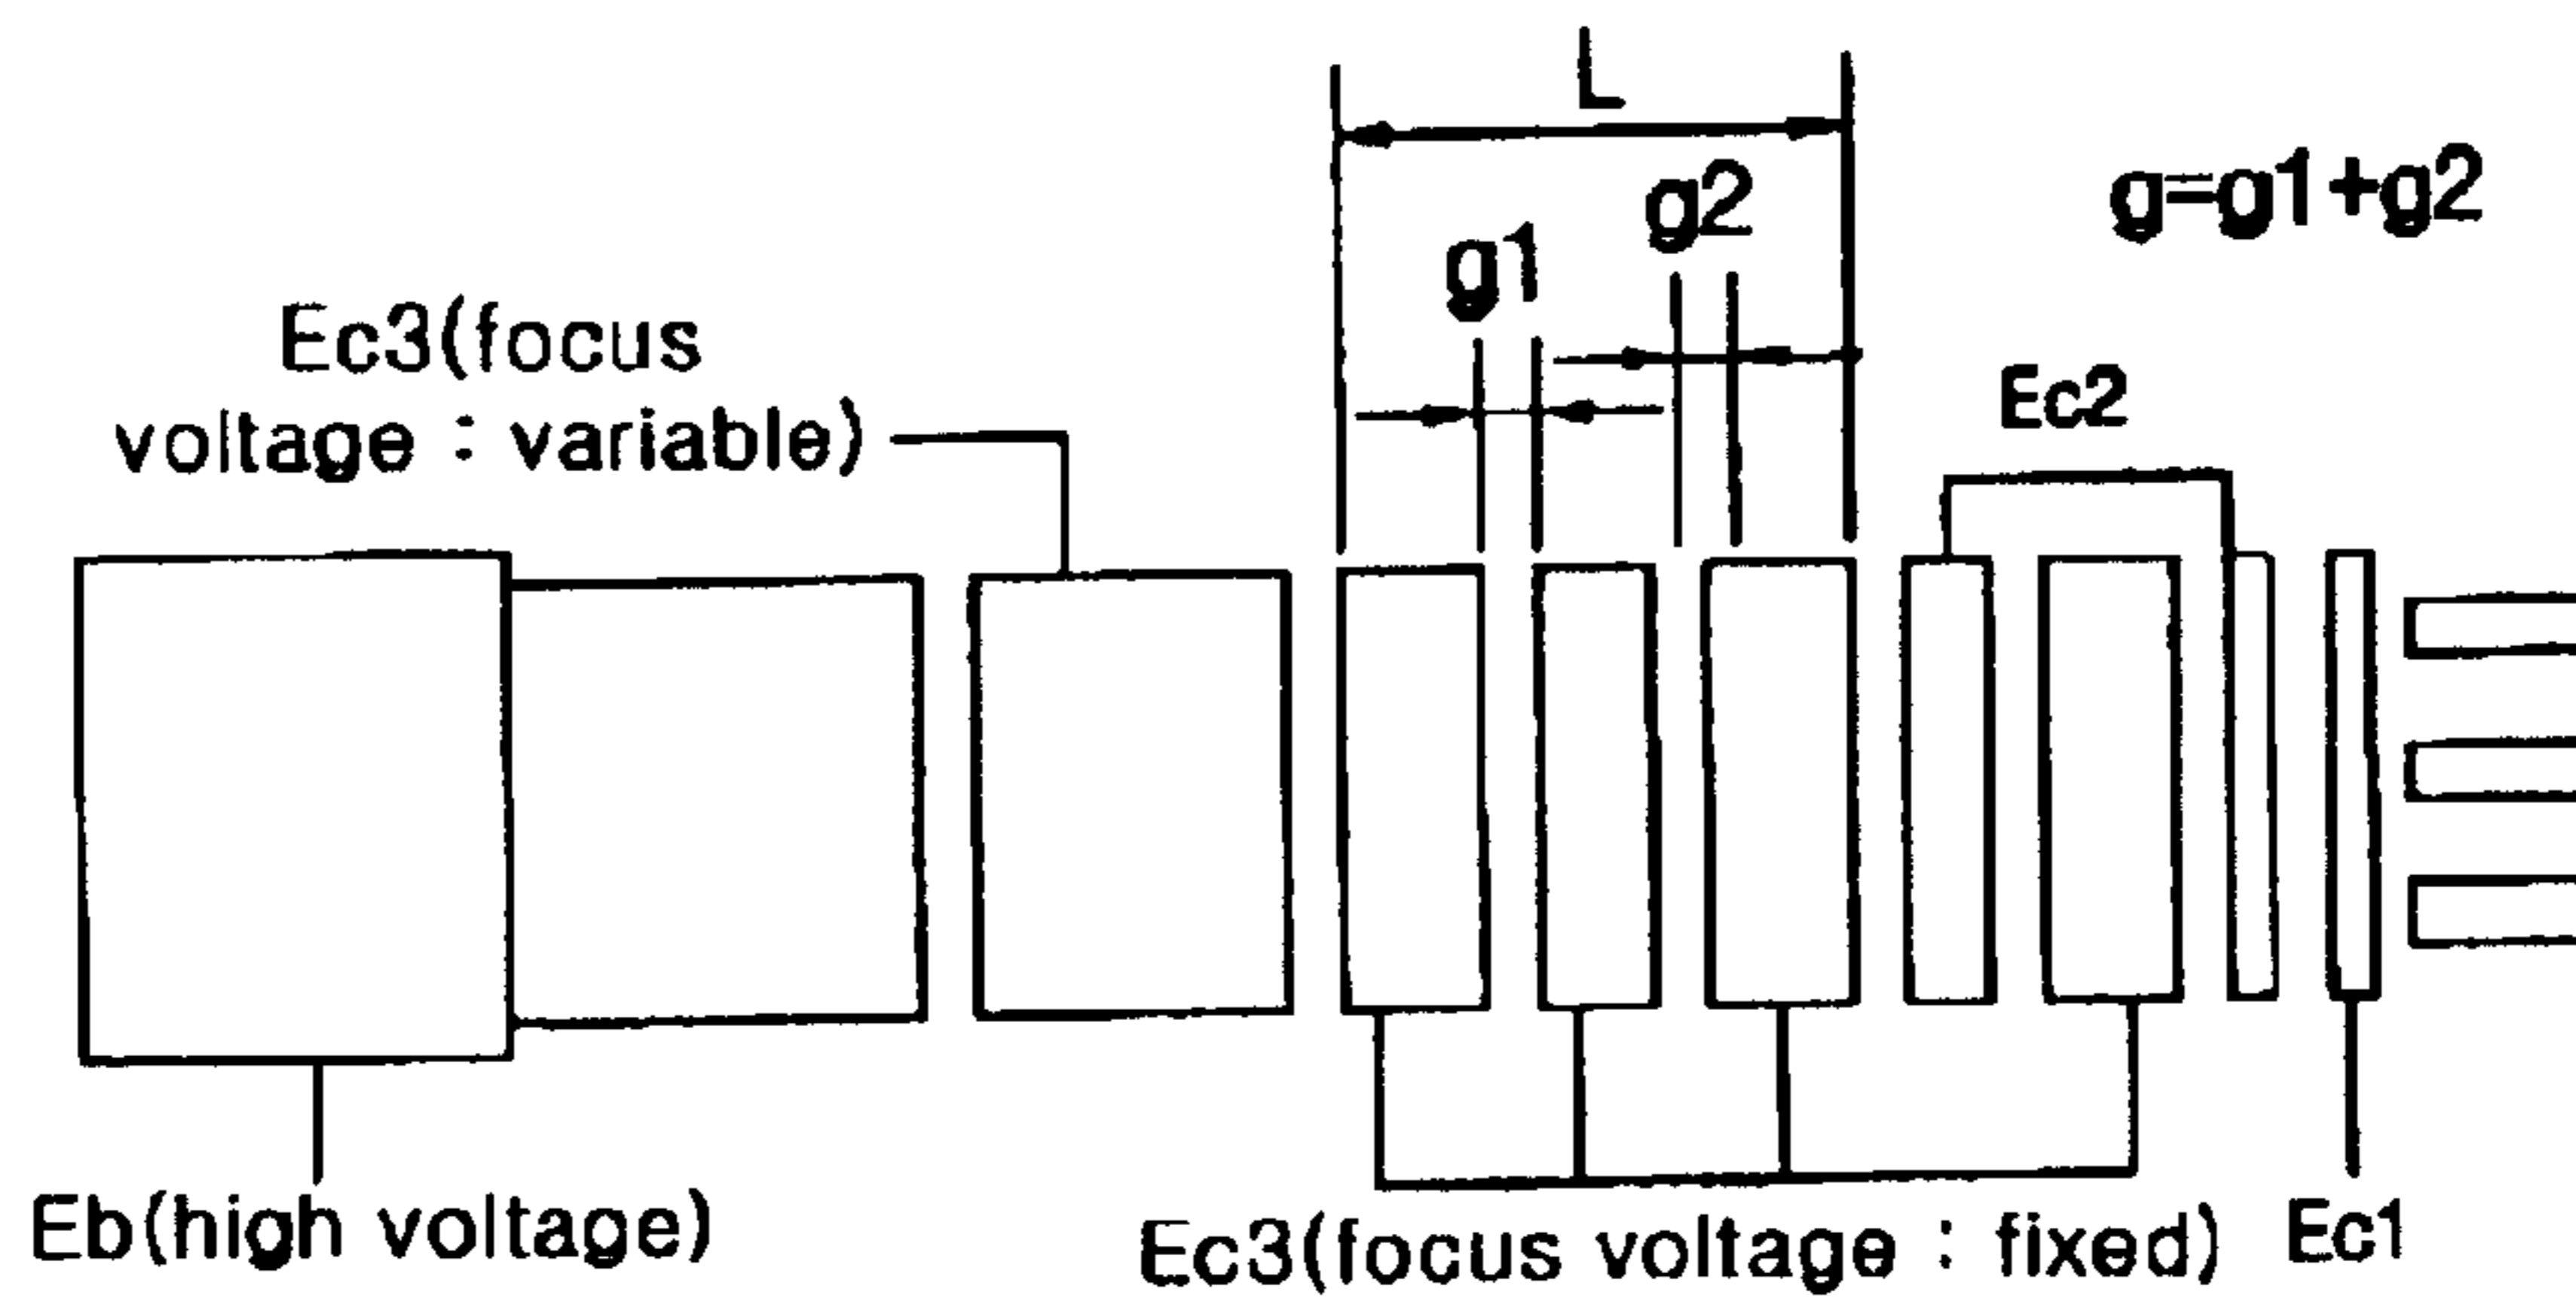 L
g2
g=g1+g2
g1
Ec3(focus
voltage : variable)
Ec2
Eb(high voltage)
Ec3(focus voltage : fixed)
Ec1